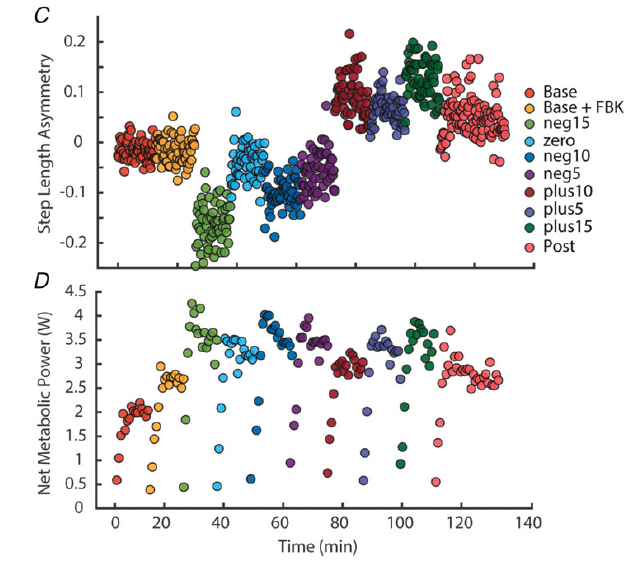 C
Step Length Asymmetry
0.2
0.1
0
-0.1
-0.2
Base
Base + FBK
neg15
zero
neg10
neg5
plus10
plus5
plus15
Post
D
Net Metabolic Power (W)
4.5
4
3.5
3
2.5
2
1.5
1
0.5
0
0 20 40 60 80 100 120 140
Time (min)